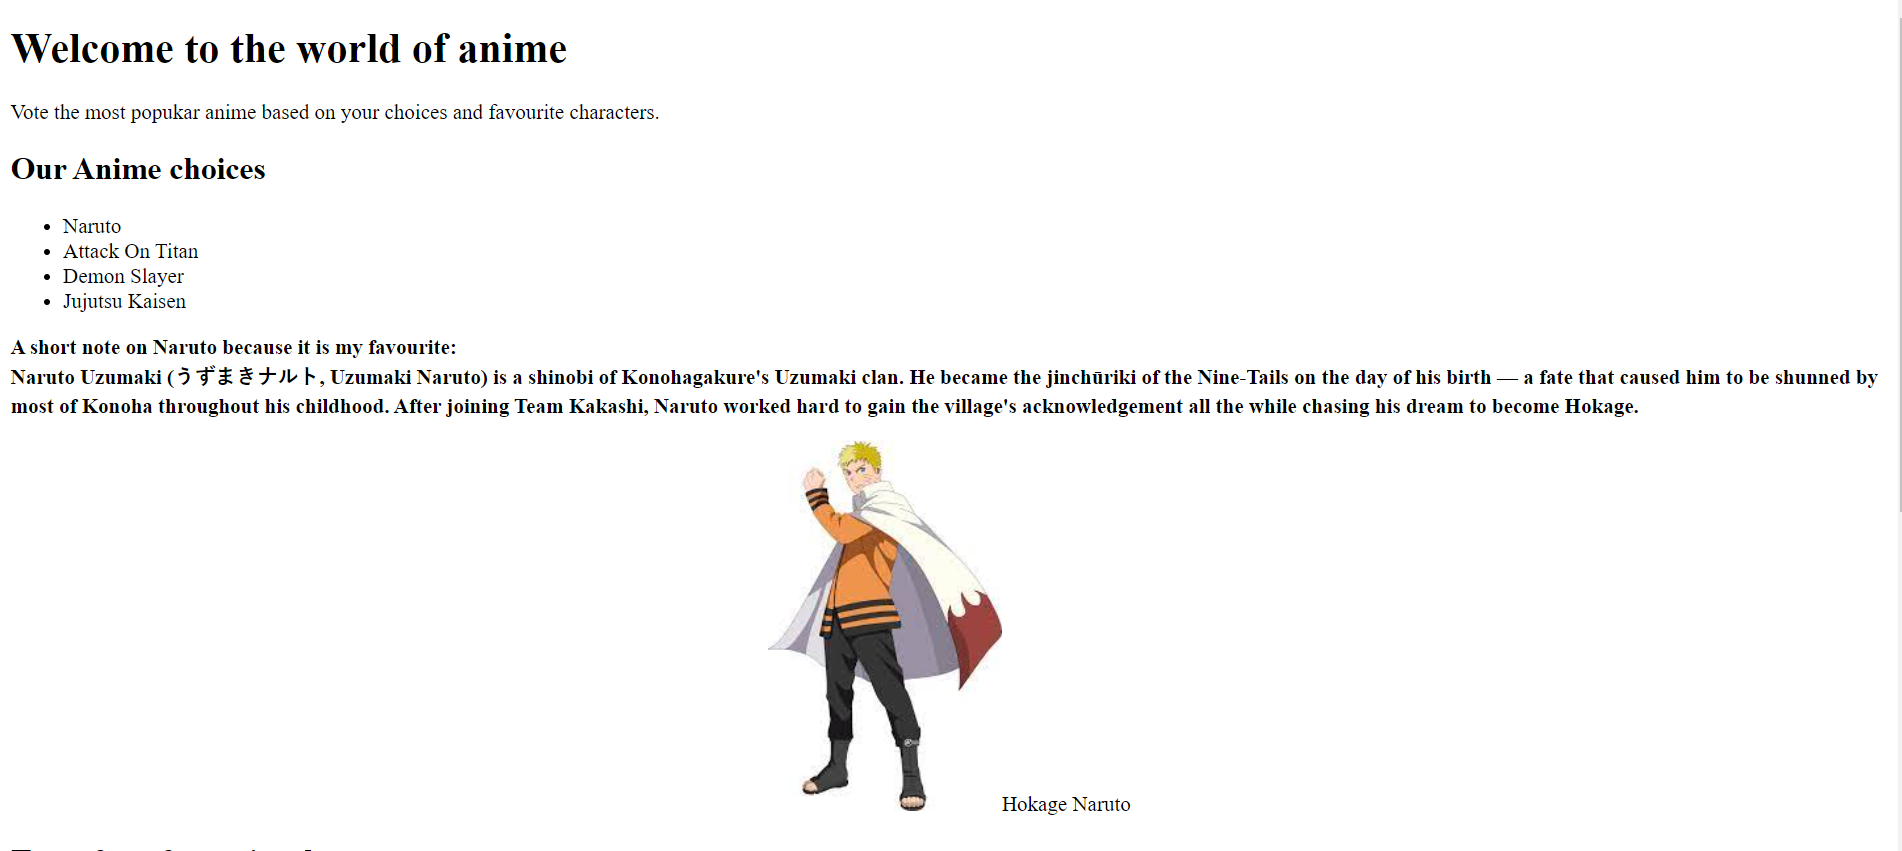 Welcome to the world of anime
Vote the most popukar anime based on your choices and favourite characters.
Our Anime choices
Naruto
Attack On Titan
Demon Slayer
Jujutsu Kaisen
A short note on Naruto because it is my favourite:
Naruto Uzumaki (うずまきナルト, Uzumaki Naruto) is a shinobi of Konohagakure's Uzumaki clan. He became the jinchūriki of the Nine-Tails on the day of his birth — a fate that caused him to be shunned by
most of Konoha throughout his childhood. After joining Team Kakashi, Naruto worked hard to gain the village's acknowledgement all the while chasing his dream to become Hokage.
Hokage Naruto